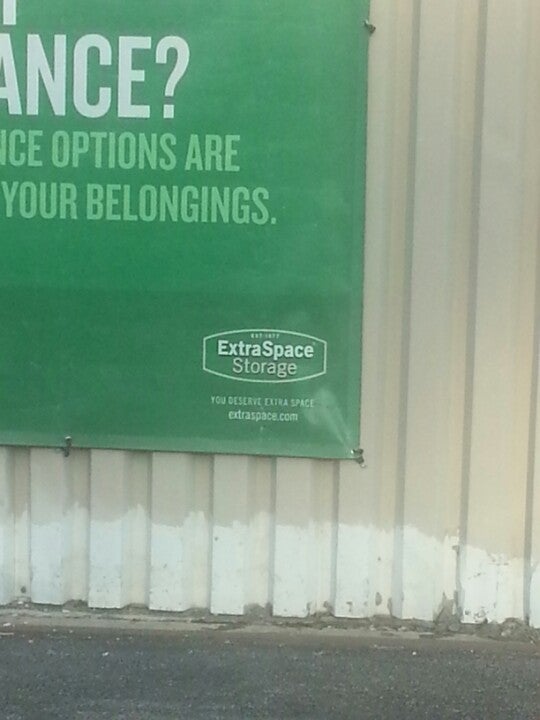 ANCE?
NCE OPTIONS ARE
YOUR BELONGINGS.
EST 1977
ExtraSpace
Storage
YOU DESERVE EXTRA SPACE
extraspace.com